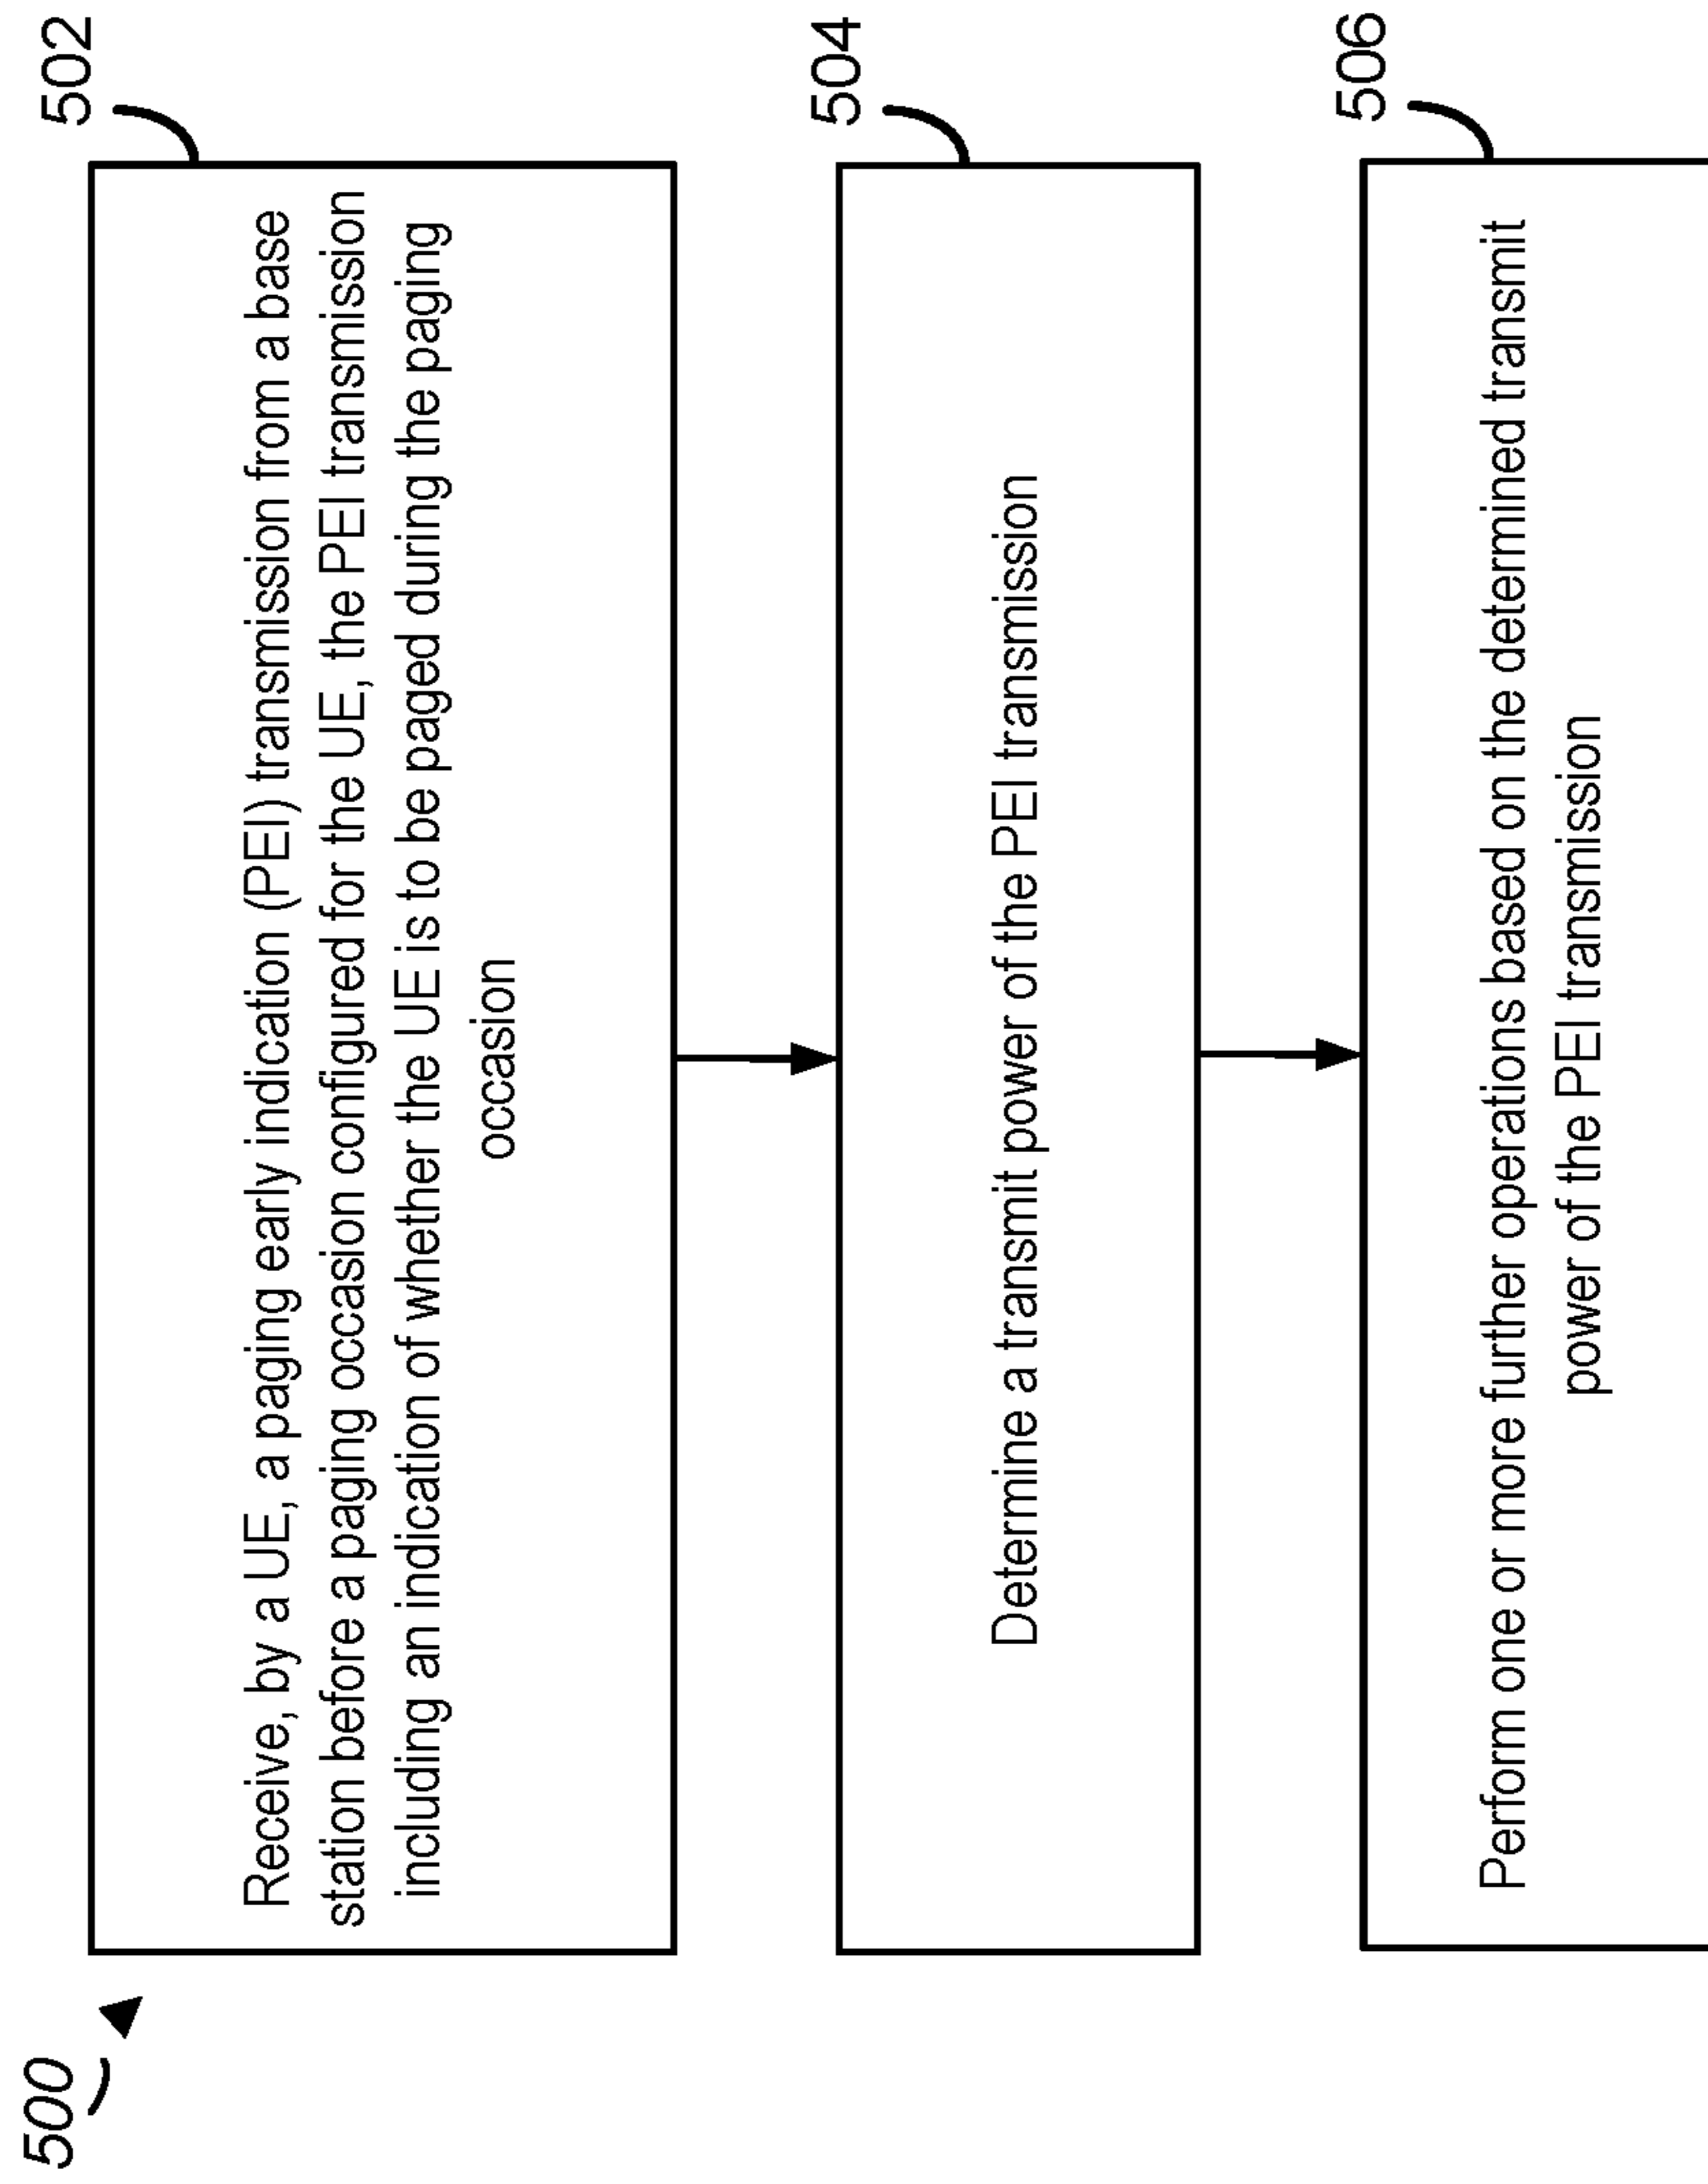 500
502
Receive, by a UE, a paging early indication (PEI) transmission from a base
station before a paging occasion configured for the UE, the PEI transmission
including an indication of whether the UE is to be paged during the paging
occasion
504
Determine a transmit power of the PEI transmission
506
Perform one or more further operations based on the determined transmit
power of the PEI transmission